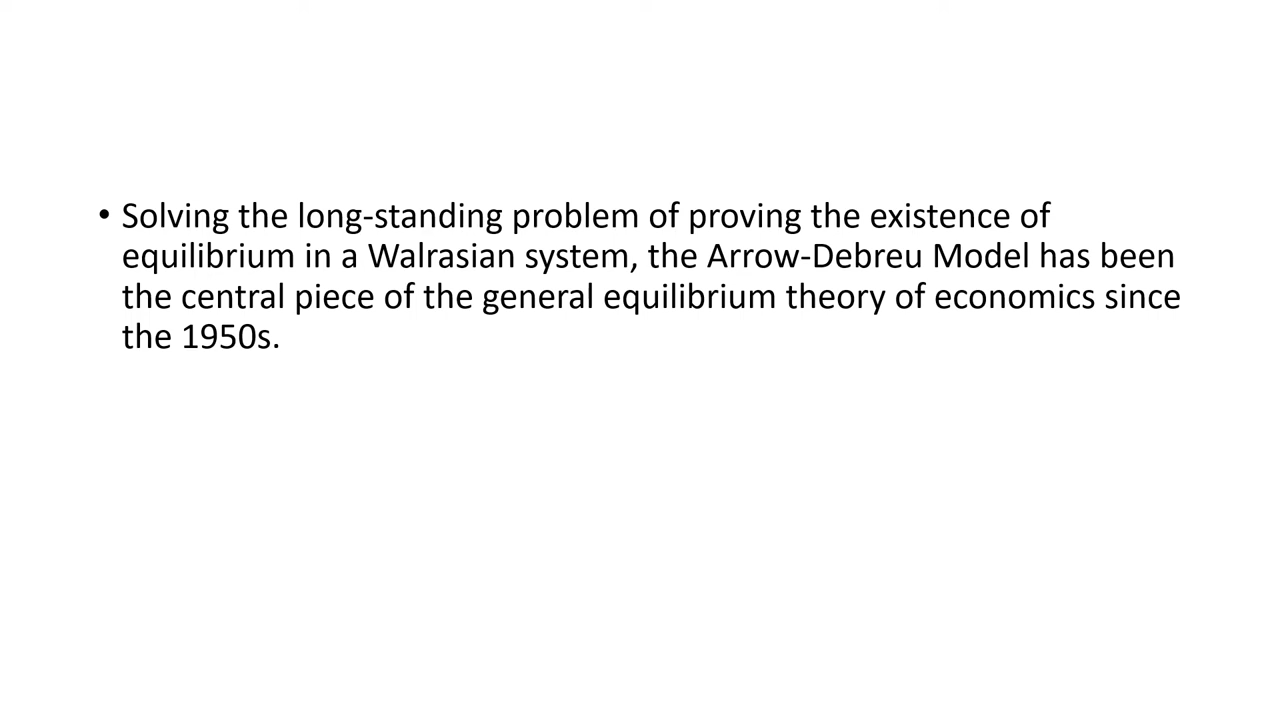 • Solving the long-standing problem of proving the existence of
equilibrium in a Walrasian system, the Arrow-Debreu Model has been
the central piece of the general equilibrium theory of economics since
the 1950s.